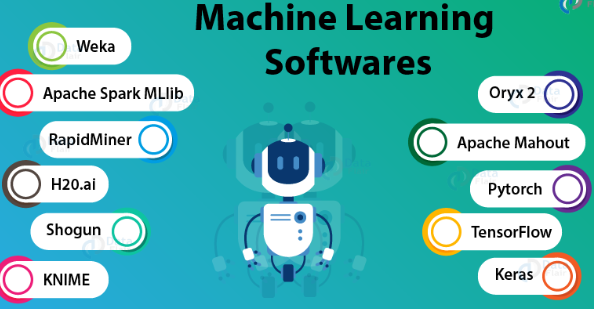 Machine Learning
Softwares
Weka
Apache Spark MLlib
RapidMiner
H20.ai
Shogun
KNIME
Oryx 2
Apache Mahout
Pytorch
TensorFlow
Keras